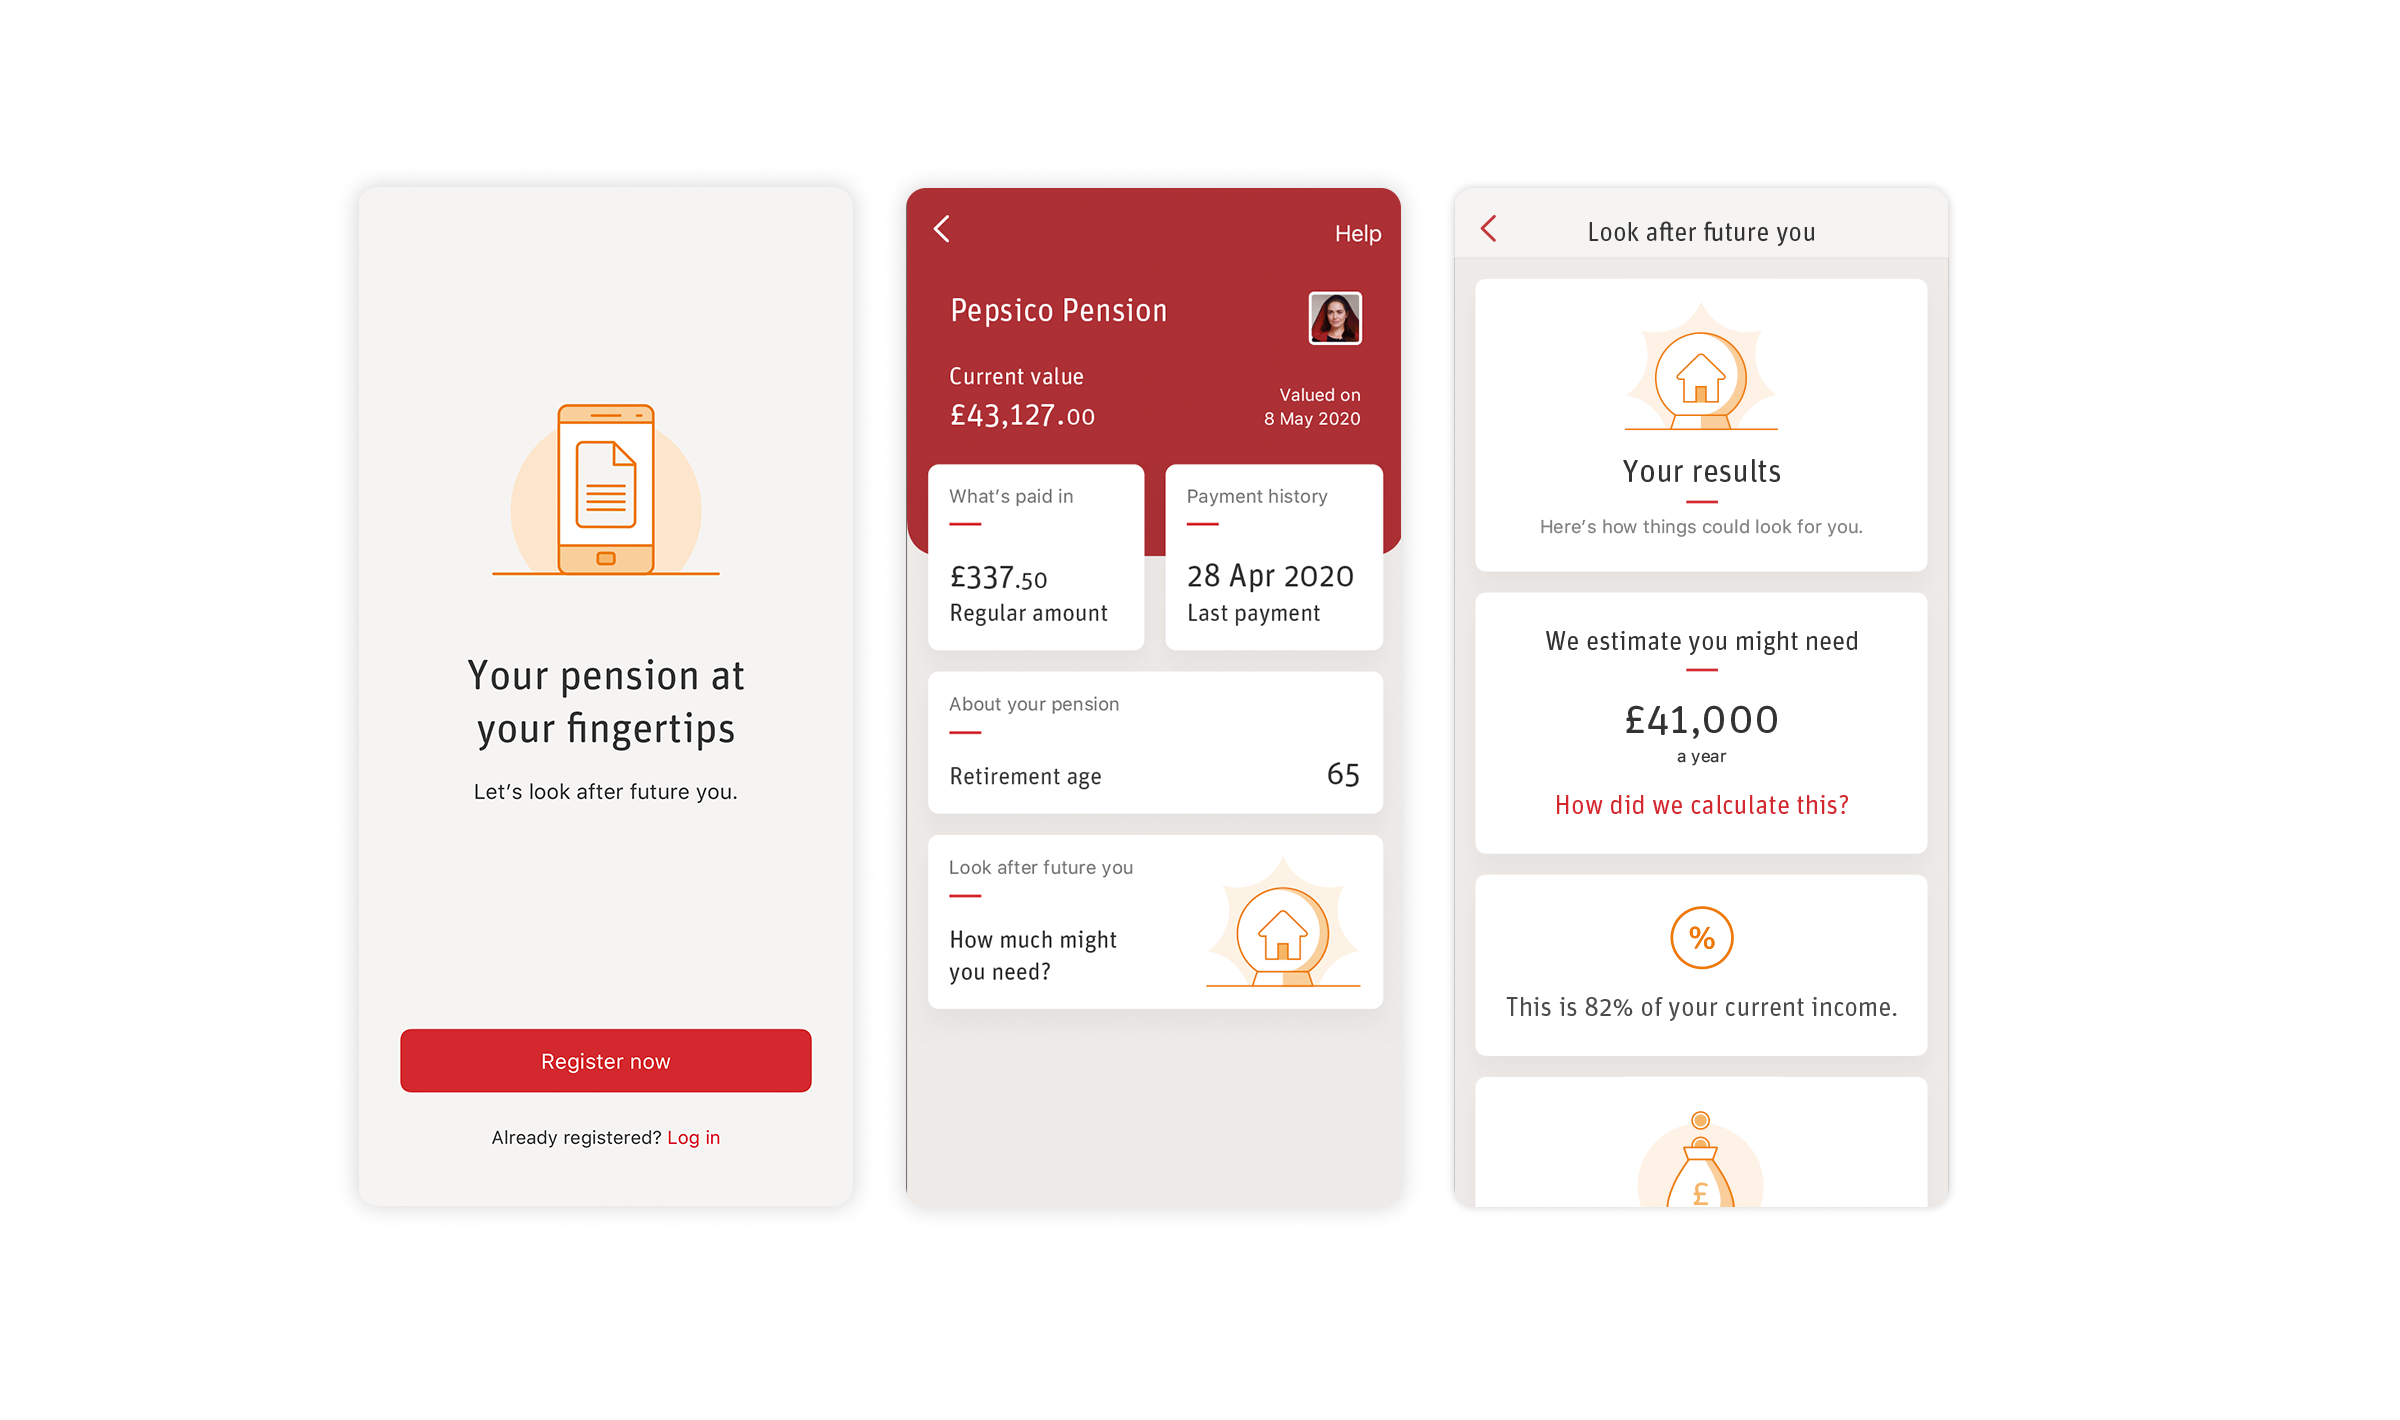 Your pension at
your fingertips
Let's look after future you.
Register now
Already registered? Log in
Help
Pepsico Pension
Current value
£43,127.00
Valued on
8 May 2020
What's paid in
£337.50
Regular amount
Payment history
28 Apr 2020
Last payment
About your pension
Retirement age 65
Look after future you
How much might
you need?
Look after future you
Your results
Here's how things could look for you.
We estimate you might need
£41,000
a year
How did we calculate this?
%
This is 82% of your current income.
£